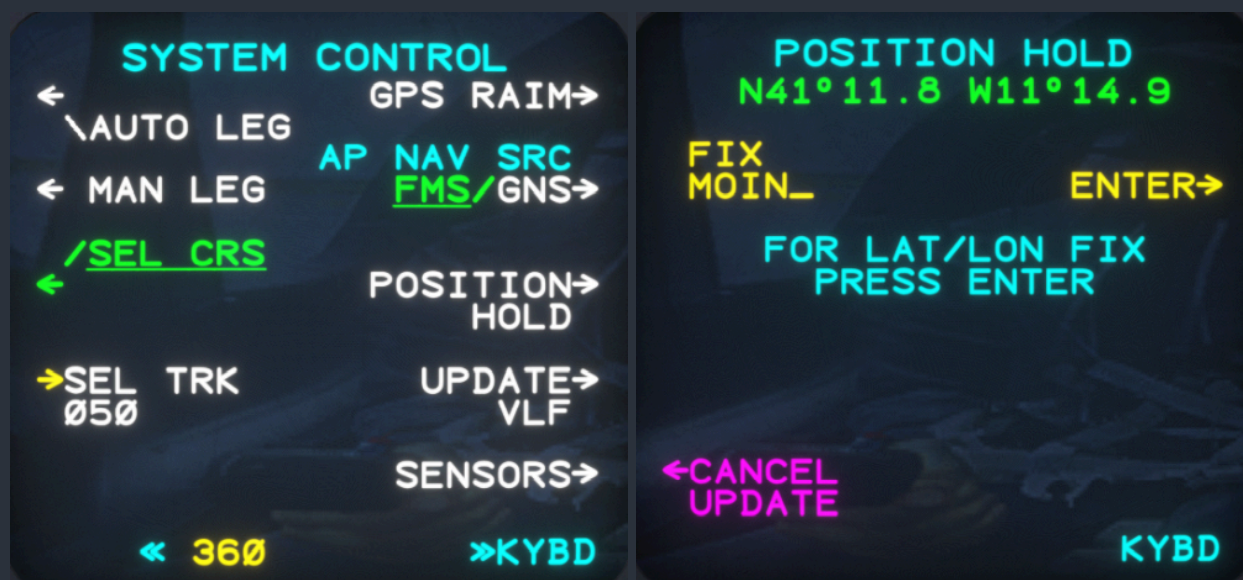 SYSTEM CONTROL
← GPS RAIM→
\AUTO LEG
AP NAV SRC
← MAN LEG FMS/GNS→
/SEL CRS
← POSITION→
HOLD
→SEL TRK UPDATE→
050 VLF
SENSORS→
« 360 »KYBD
POSITION HOLD
N41°11.8 W11°14.9
FIX
MOIN_ ENTER→
FOR LAT/LON FIX
PRESS ENTER
←CANCEL
UPDATE
KYBD